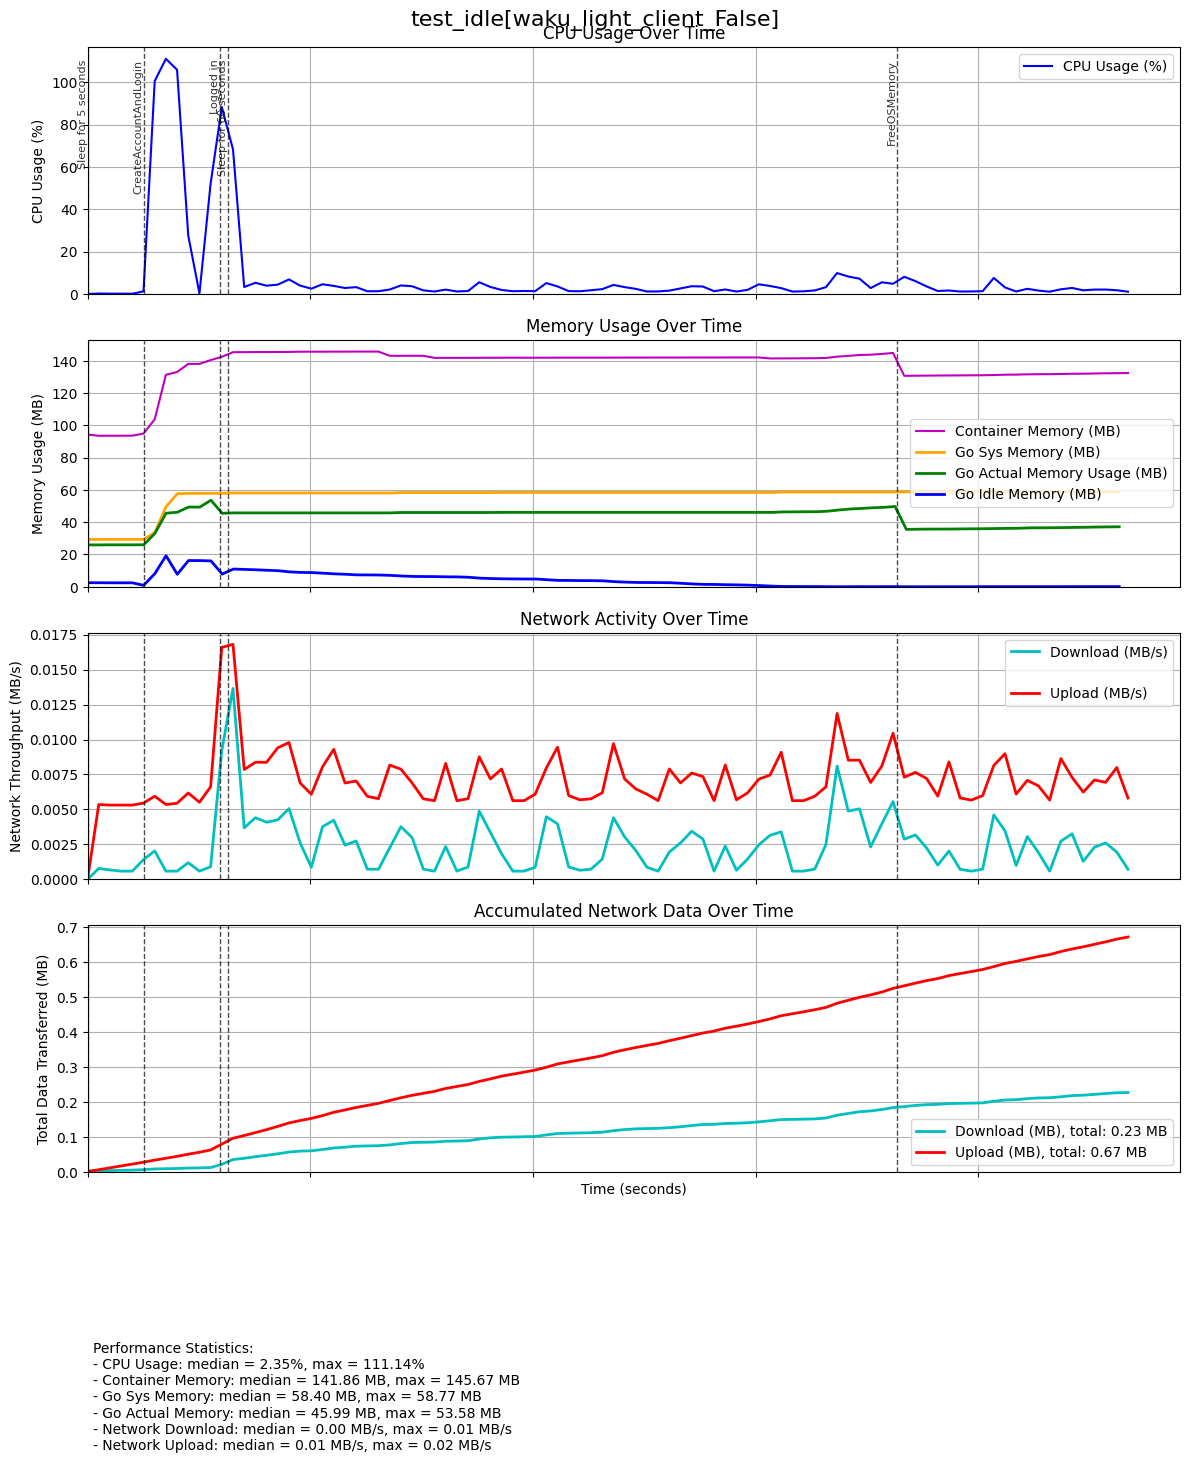 test_idle[waku_light_client_False]
CPU Usage Over Time
CPU Usage (%)
100
80
60
40
20
0
CPU Usage (%)
Sleep for 5 seconds
CreateAccountAndLogin
Logged in
Sleep for 60 seconds
FreeOSMemory
Memory Usage Over Time
Memory Usage (MB)
140
120
100
80
60
40
20
0
Container Memory (MB)
Go Sys Memory (MB)
Go Actual Memory Usage (MB)
Go Idle Memory (MB)
Network Activity Over Time
Network Throughput (MB/s)
0.0175
0.0150
0.0125
0.0100
0.0075
0.0050
0.0025
0.0000
Download (MB/s)
Upload (MB/s)
Accumulated Network Data Over Time
Total Data Transferred (MB)
0.7
0.6
0.5
0.4
0.3
0.2
0.1
0.0
Download (MB), total: 0.23 MB
Upload (MB), total: 0.67 MB
Time (seconds)
Performance Statistics:
- CPU Usage: median = 2.35%, max = 111.14%
- Container Memory: median = 141.86 MB, max = 145.67 MB
- Go Sys Memory: median = 58.40 MB, max = 58.77 MB
- Go Actual Memory: median = 45.99 MB, max = 53.58 MB
- Network Download: median = 0.00 MB/s, max = 0.01 MB/s
- Network Upload: median = 0.01 MB/s, max = 0.02 MB/s